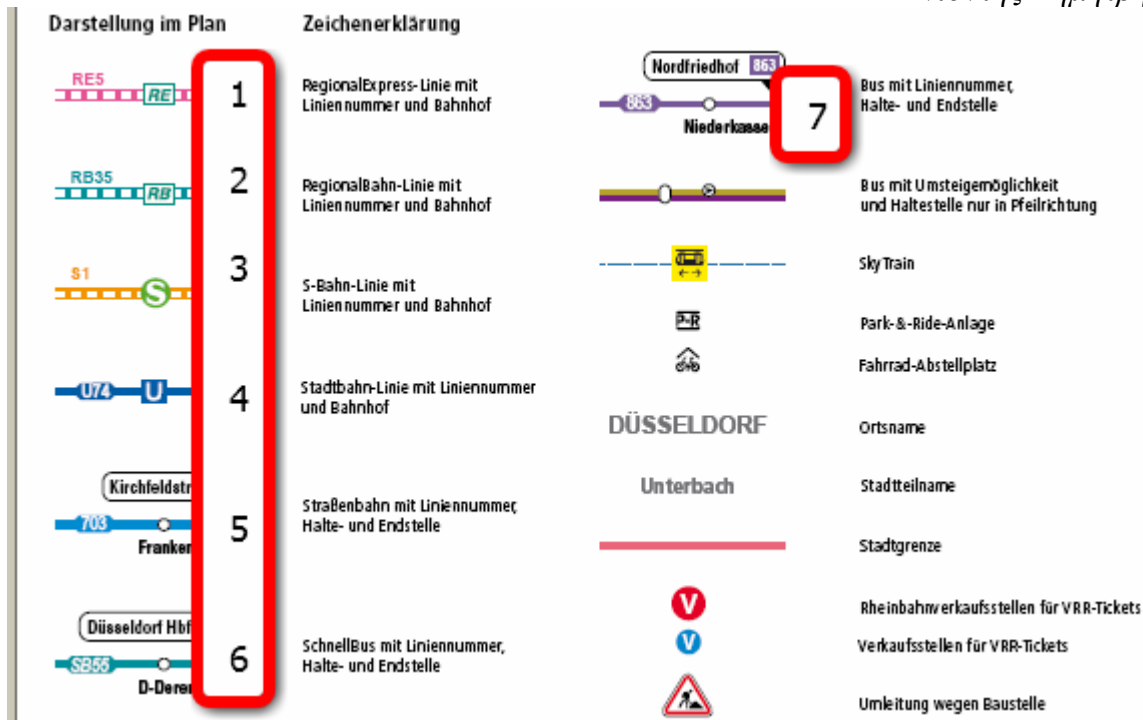 Darstellung im Plan
Zeichenerklärung
RE5
RE
1
RegionalExpress-Linie mit
Liniennummer und Bahnhof
RB35
RB
2
RegionalBahn-Linie mit
Liniennummer und Bahnhof
S1
S
3
S-Bahn-Linie mit
Liniennummer und Bahnhof
U74
U
4
Stadtbahn-Linie mit Liniennummer
und Bahnhof
Kirchfeldstr
703
Franken
5
Straßenbahn mit Liniennummer,
Halte- und Endstelle
Düsseldorf Hbf
SB55
D-Deren
6
SchnellBus mit Liniennummer,
Halte- und Endstelle
Nordfriedhof 863
863
Niederkassel
7
Bus mit Liniennummer,
Halte- und Endstelle
Bus mit Umsteigemöglichkeit
und Haltestelle nur in Pfeilrichtung
SkyTrain
P+R
Park-&-Ride-Anlage
Fahrrad-Abstellplatz
DÜSSELDORF
Ortsname
Unterbach
Stadtteilname
Stadtgrenze
V
Rheinbahnverkaufsstellen für VRR-Tickets
V
Verkaufsstellen für VRR-Tickets
Umleitung wegen Baustelle